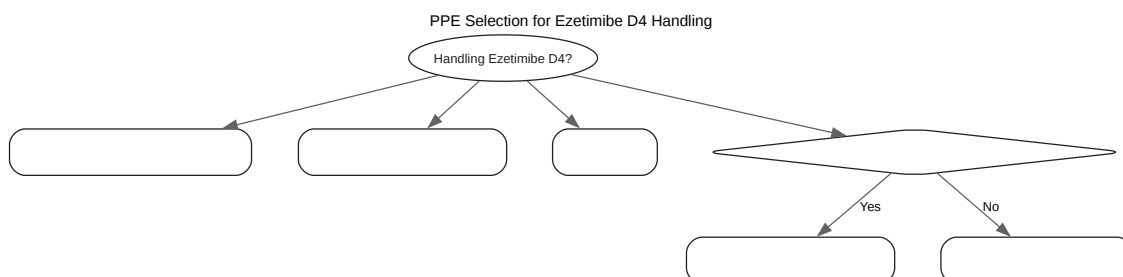 PPE Selection for Ezetimibe D4 Handling
Handling Ezetimibe D4?
Yes
No